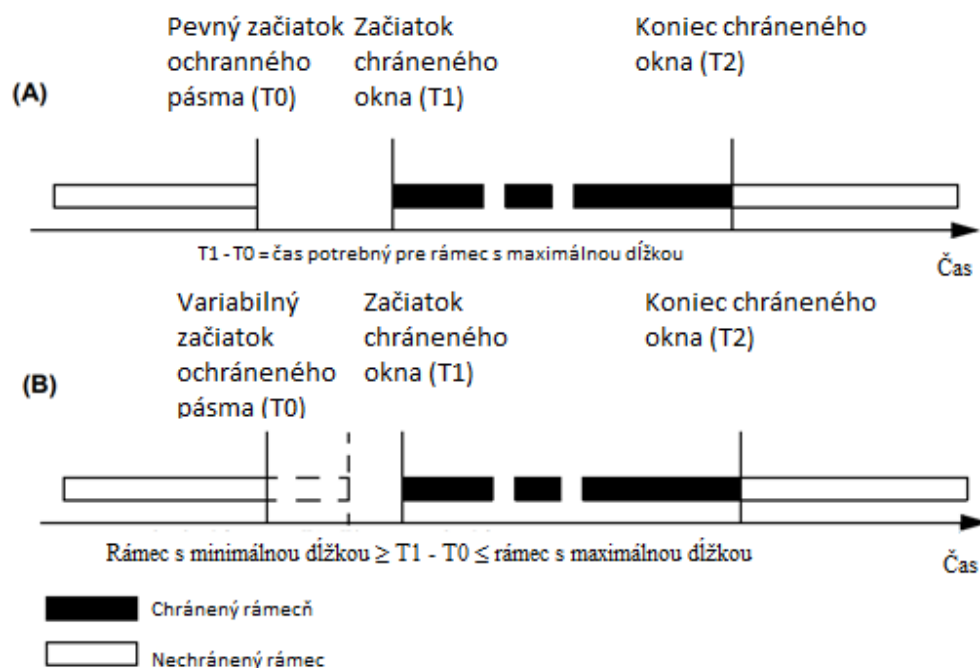 Pevný začiatok
ochranného
pásma (T0)
Začiatok
chráneného
okna (T1)
Koniec chráneného
okna (T2)
(A)
T1 - T0 = čas potrebný pre rámec s maximálnou dĺžkou
Čas
Variabilný
začiatok
ochráneného
pásma (T0)
Začiatok
chráneného
okna (T1)
Koniec chráneného
okna (T2)
(B)
Rámec s minimálnou dĺžkou ≥ T1 - T0 ≤ rámec s maximálnou dĺžkou
Čas
Chránený rámecň
Nechránený rámec